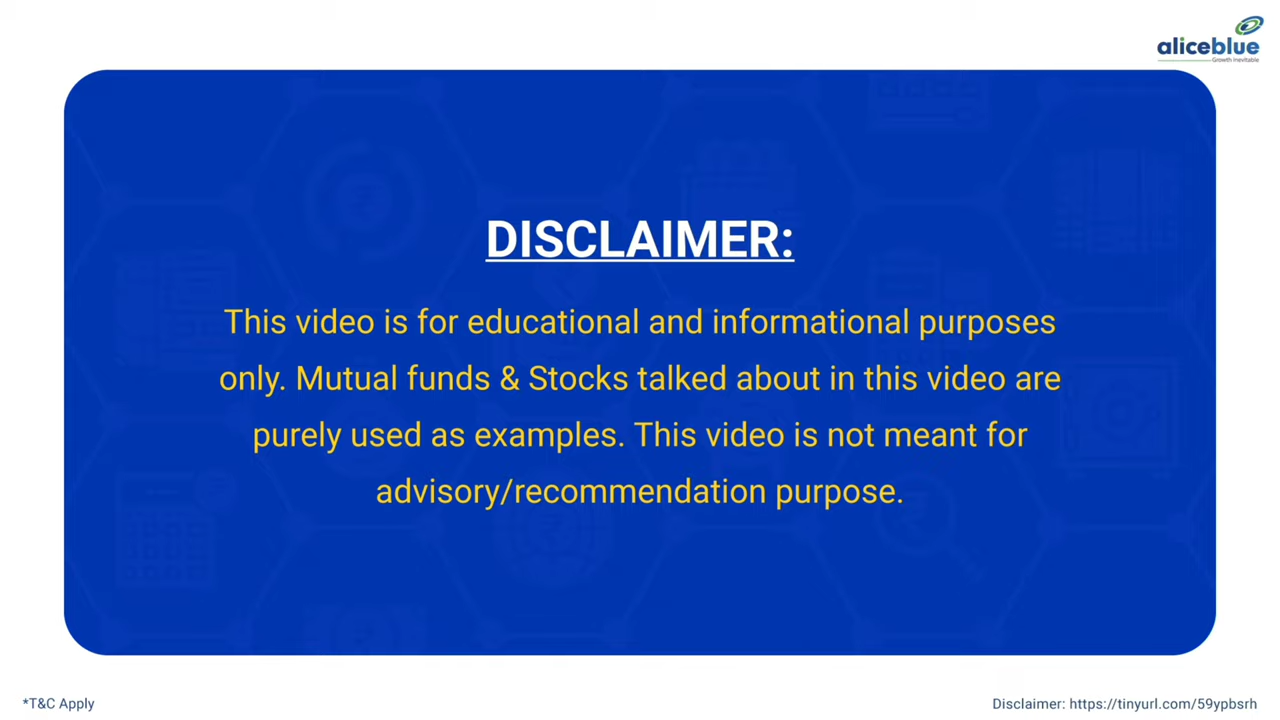 aliceblue
Growth inevitable
DISCLAIMER:
This video is for educational and informational purposes
only. Mutual funds & Stocks talked about in this video are
purely used as examples. This video is not meant for
advisory/recommendation purpose.
*T&C Apply
Disclaimer: https://tinyurl.com/59ypbsrh